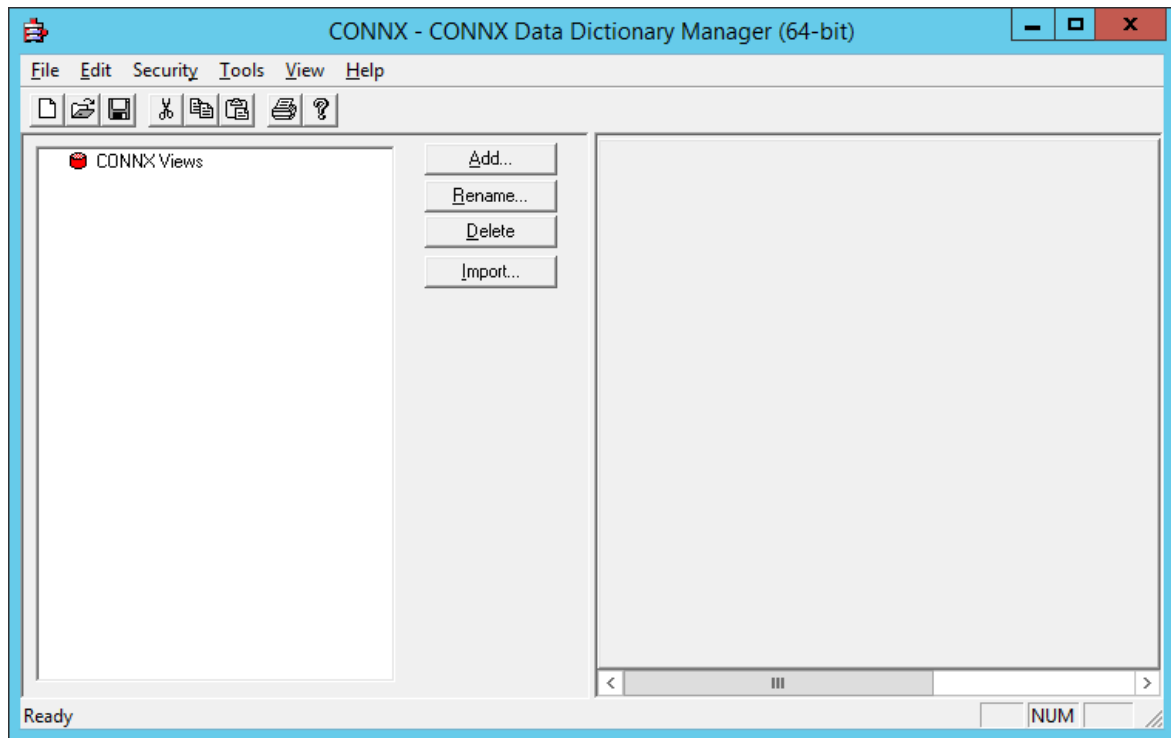 CONNX - CONNX Data Dictionary Manager (64-bit)
File Edit Security Tools View Help
CONNX Views
Add...
Rename...
Delete
Import...
Ready
NUM